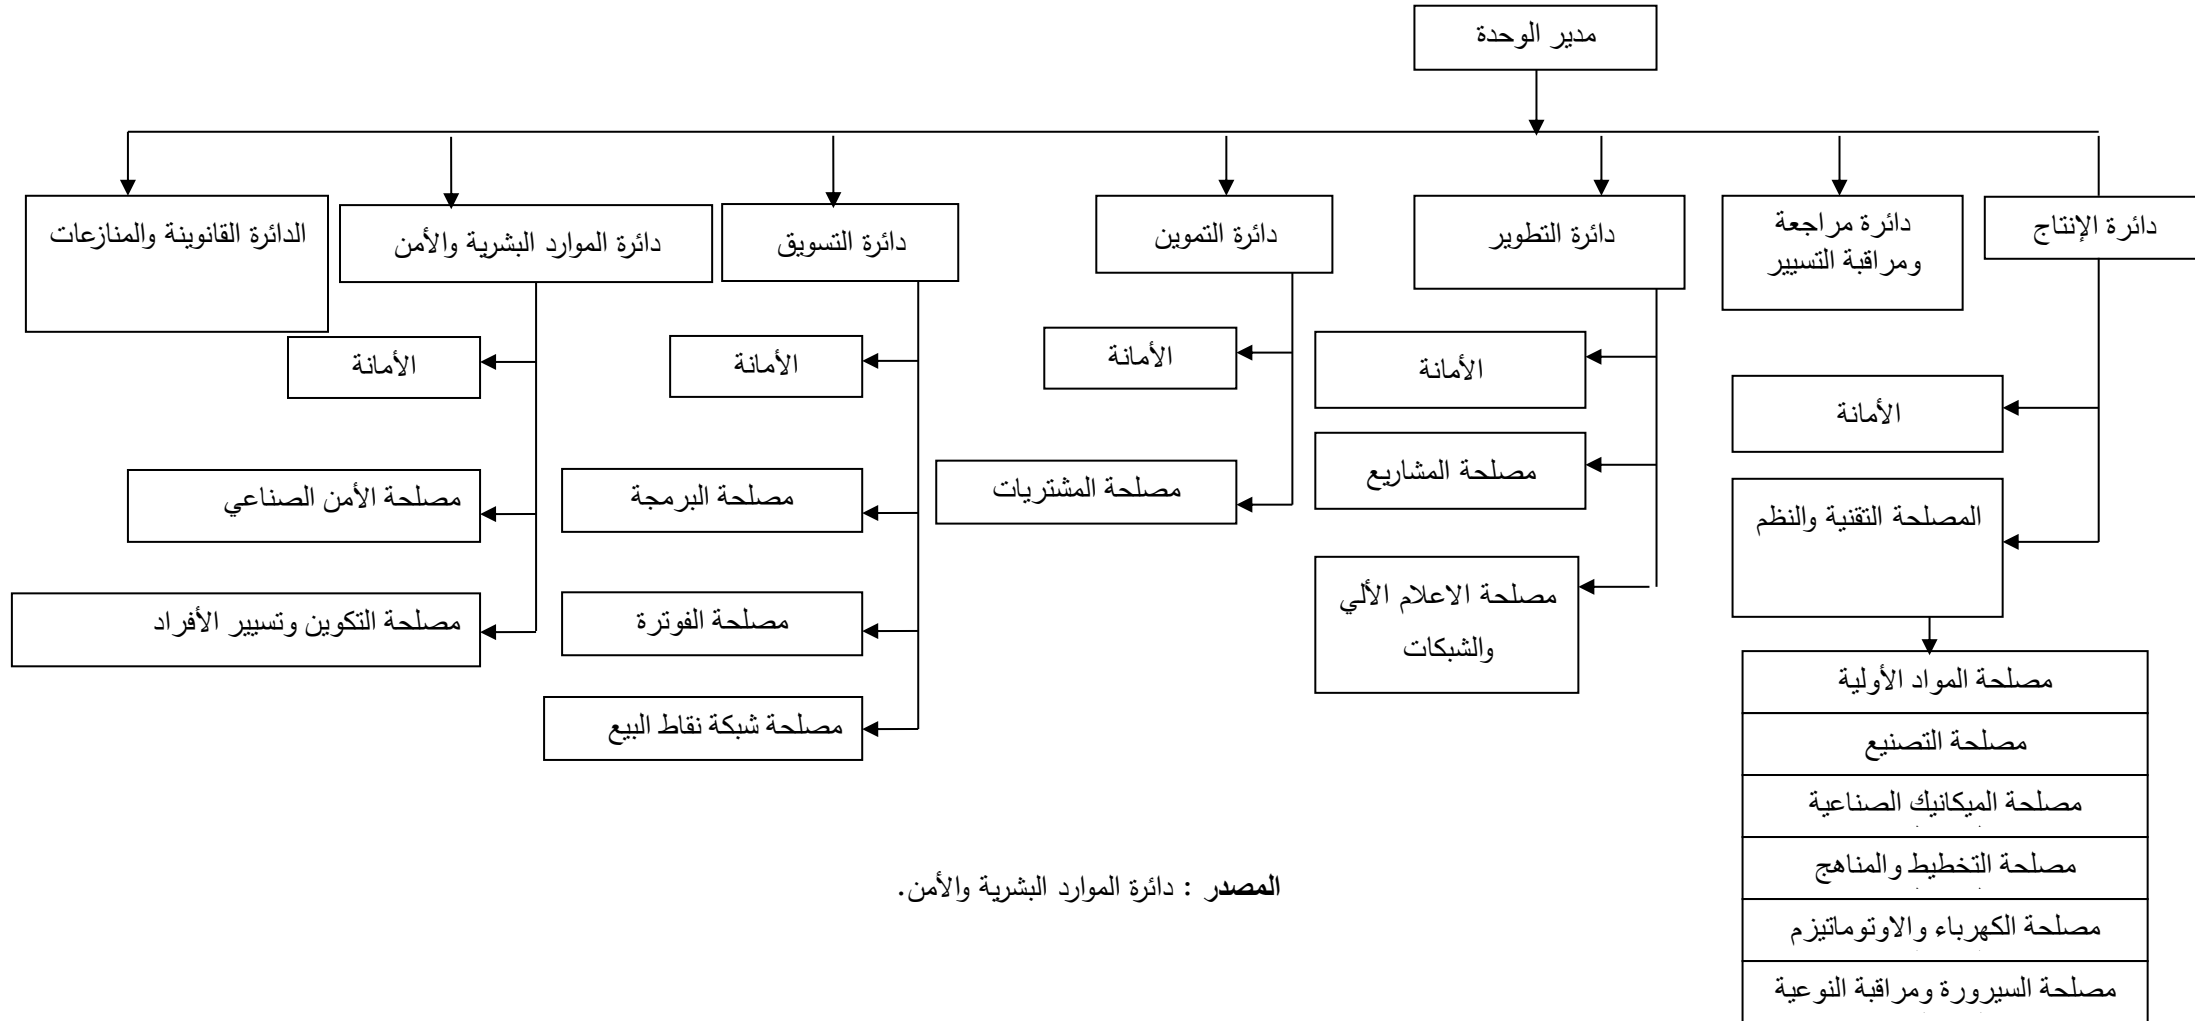 مدير الوحدة
دائرة الإنتاج
دائرة مراجعة
ومراقبة التسيير
دائرة التطوير
دائرة التموين
دائرة التسويق
دائرة الموارد البشرية والأمن
الدائرة القانوينة والمنازعات
الأمانة
المصلحة التقنية والنظم
مصلحة المواد الأولية
مصلحة التصنيع
مصلحة الميكانيك الصناعية
مصلحة التخطيط والمناهج
مصلحة الكهرباء والاوتوماتيزم
مصلحة السيرورة ومراقبة النوعية
الأمانة
مصلحة المشاريع
مصلحة الاعلام الألي
والشبكات
الأمانة
مصلحة المشتريات
الأمانة
مصلحة البرمجة
مصلحة الفوترة
مصلحة شبكة نقاط البيع
الأمانة
مصلحة الأمن الصناعي
مصلحة التكوين وتسيير الأفراد
المصدر : دائرة الموارد البشرية والأمن.